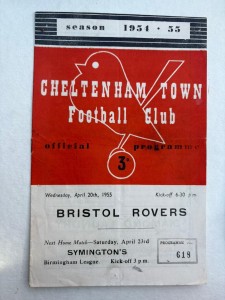 season 1954 · 55
CHELTENHAM TOWN
Football Club
official programme
3ᴰ
Wednesday, April 20th, 1955 Kick-off 6-30 p.m.
BRISTOL ROVERS
Next Home Match—Saturday, April 23rd
SYMINGTON'S
Birmingham League. Kick-off 3 p.m.
PROGRAMME
619